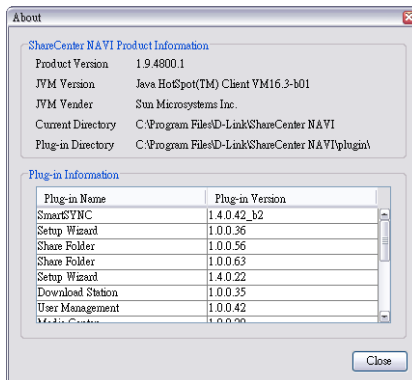 About
ShareCenter NAVI Product Information
Product Version 1.9.4800.1
JVM Version Java HotSpot(TM) Client VM16.3-b01
JVM Vender Sun Microsystems Inc.
Current Directory C:\Program Files\D-Link\ShareCenter NAVI
Plug-in Directory C:\Program Files\D-Link\ShareCenter NAVI\plugin\
Plug-in Information
Plug-in Name Plug-in Version
SmartSYNC 1.4.0.42_b2
Setup Wizard 1.0.0.36
Share Folder 1.0.0.56
Share Folder 1.0.0.63
Setup Wizard 1.4.0.22
Download Station 1.0.0.35
User Management 1.0.0.42
Media Center
Close